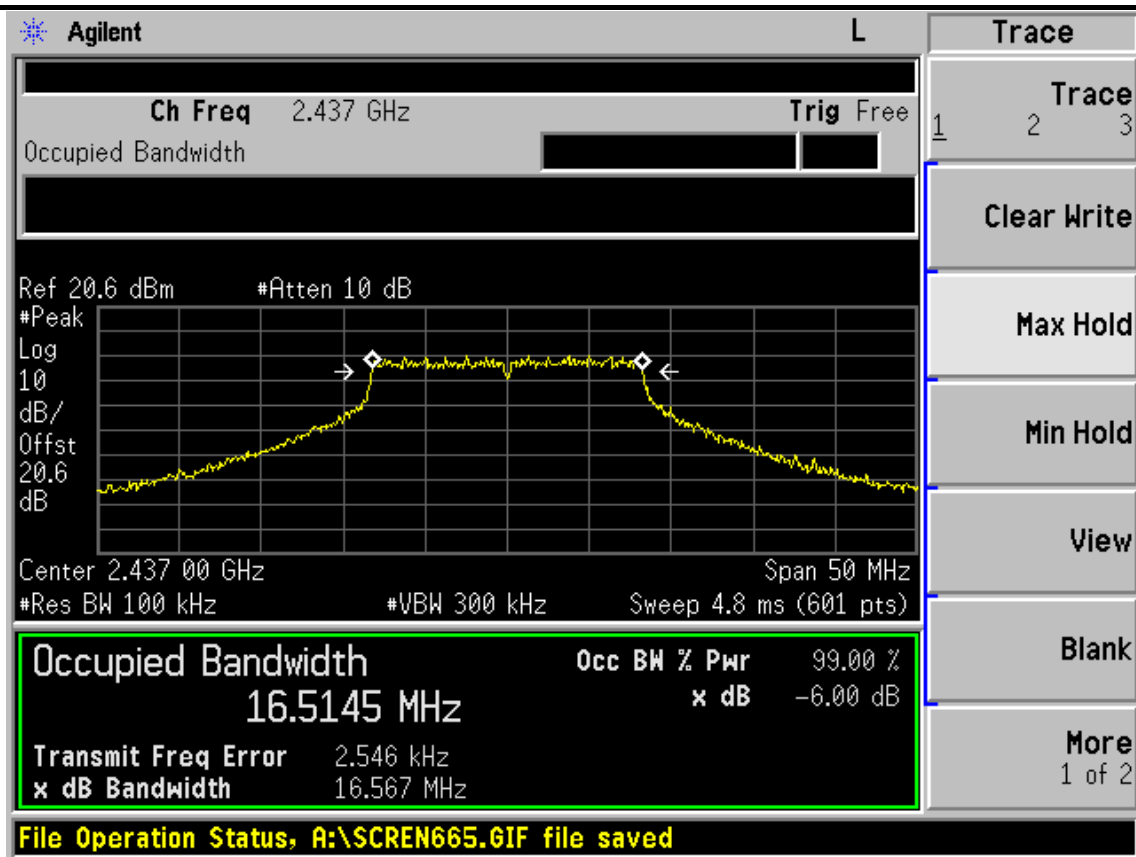 Agilent L Trace
Ch Freq 2.437 GHz Trig Free
Occupied Bandwidth
Ref 20.6 dBm #Atten 10 dB
#Peak
Log
10
dB/
Offst
20.6
dB
Center 2.437 00 GHz Span 50 MHz
#Res BW 100 kHz #VBW 300 kHz Sweep 4.8 ms (601 pts)
Occupied Bandwidth
16.5145 MHz
Occ BW % Pwr 99.00 %
x dB -6.00 dB
Transmit Freq Error 2.546 kHz
x dB Bandwidth 16.567 MHz
File Operation Status, A:\SCREN665.GIF file saved
Trace
1 2 3
Clear Write
Max Hold
Min Hold
View
Blank
More
1 of 2